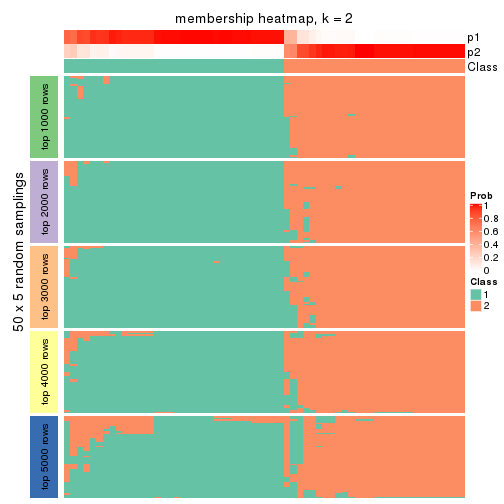 membership heatmap, k = 2
p1
p2
Class
50 x 5 random samplings
top 1000 rows
top 2000 rows
top 3000 rows
top 4000 rows
top 5000 rows
Prob
1
0.8
0.6
0.4
0.2
0
Class
1
2